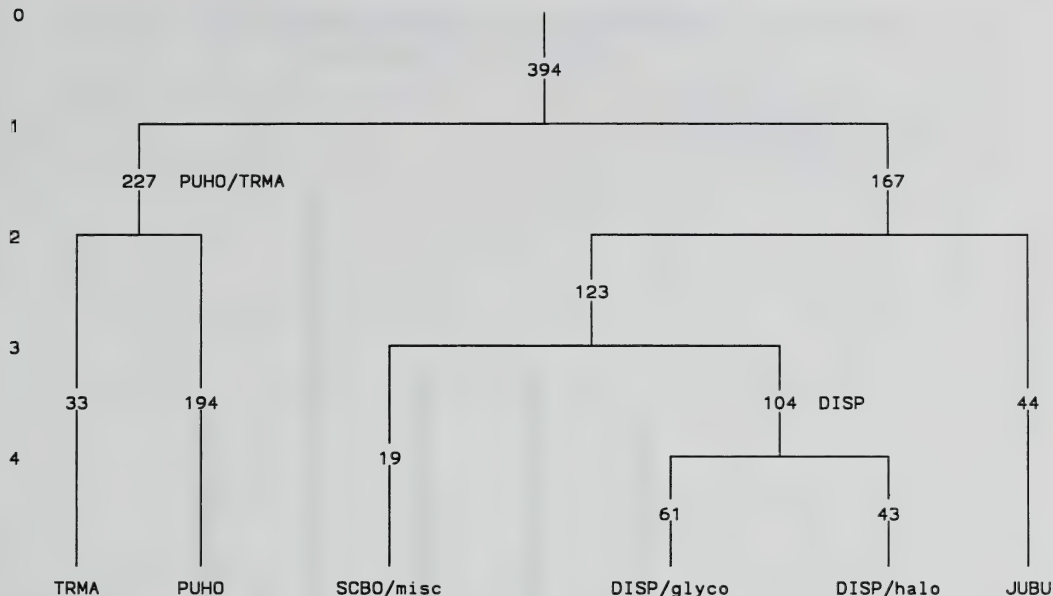 0
394
1
227 PUHO/TRMA 167
2
123
3
33 194 104 DISP 44
4 19
61 43
TRMA PUHO SCBO/misc DISP/glyco DISP/halo JUBU